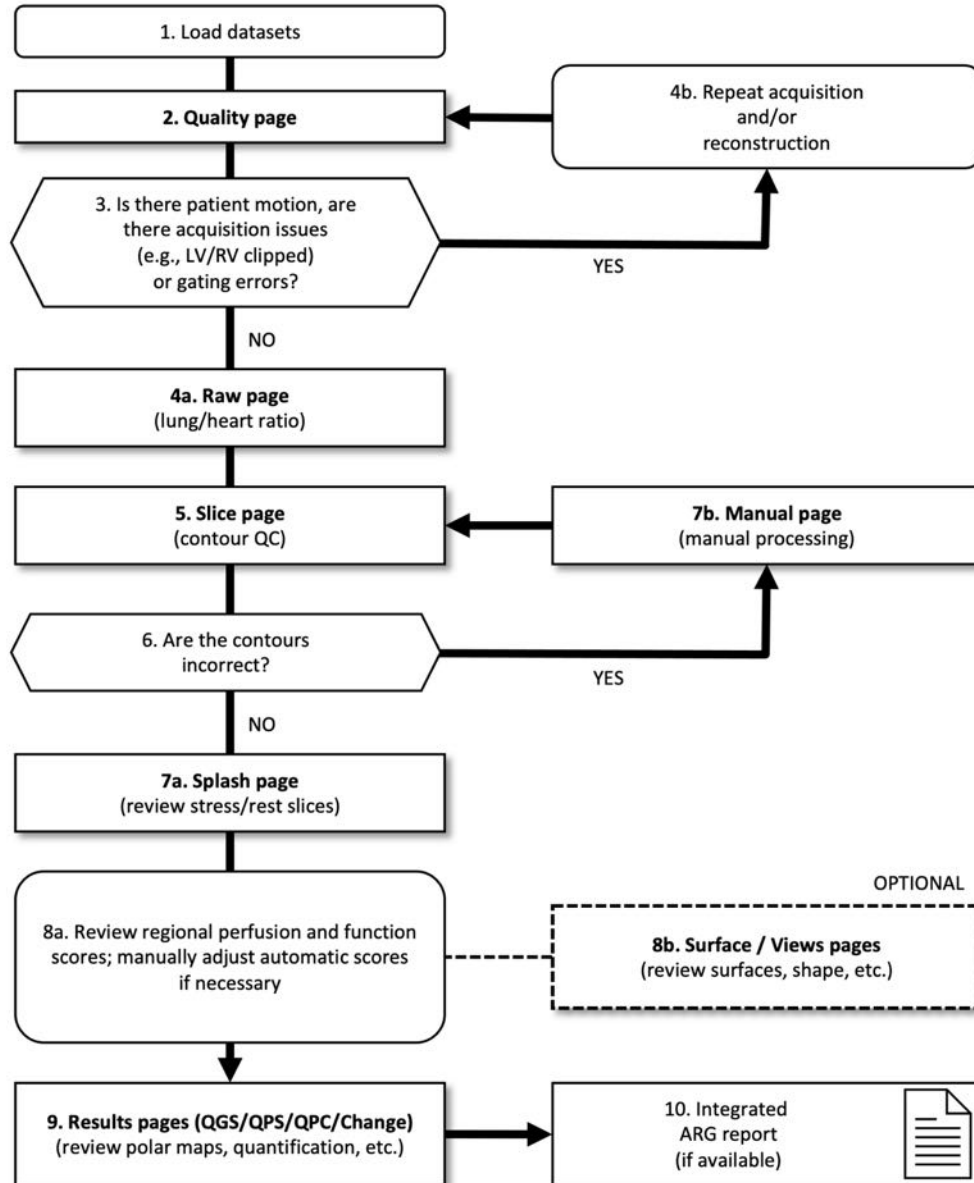 1. Load datasets
2. Quality page
4b. Repeat acquisition
and/or
reconstruction
3. Is there patient motion, are
there acquisition issues
(e.g., LV/RV clipped)
or gating errors?
YES
NO
4a. Raw page
(lung/heart ratio)
5. Slice page
(contour QC)
7b. Manual page
(manual processing)
6. Are the contours
incorrect?
YES
NO
7a. Splash page
(review stress/rest slices)
OPTIONAL
8a. Review regional perfusion and function
scores; manually adjust automatic scores
if necessary
8b. Surface / Views pages
(review surfaces, shape, etc.)
9. Results pages (QGS/QPS/QPC/Change)
(review polar maps, quantification, etc.)
10. Integrated
ARG report
(if available)